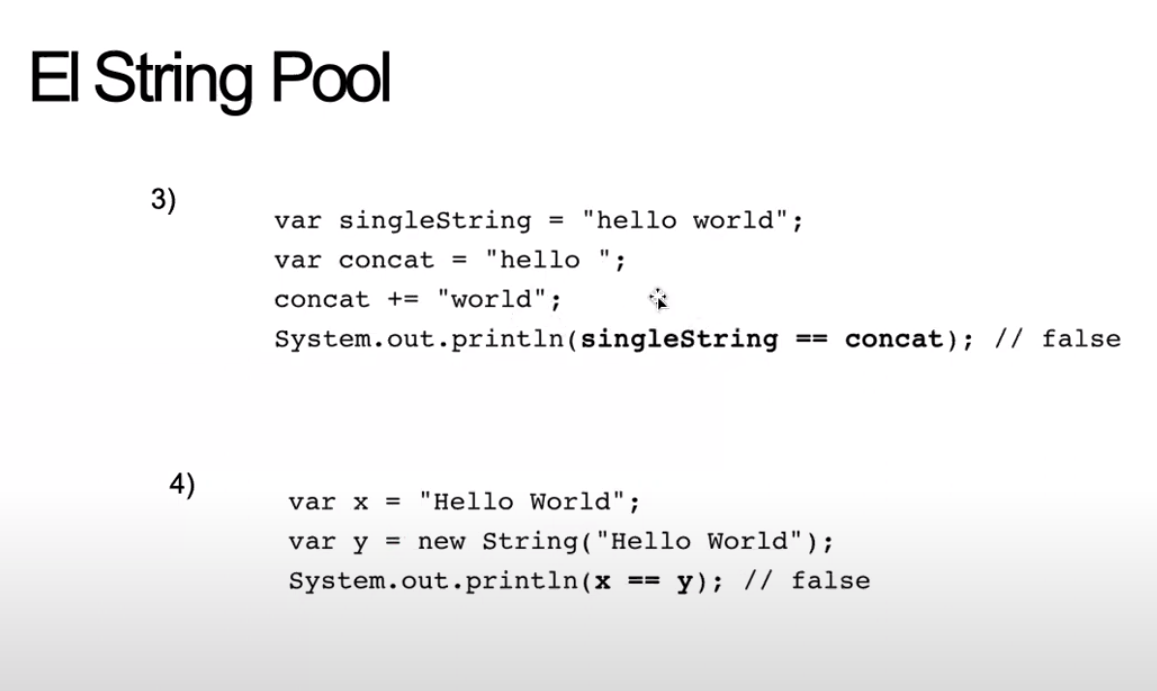 El String Pool
3)
var singleString = "hello world";
var concat = "hello ";
concat += "world";
System.out.println(singleString == concat); // false
4)
var x = "Hello World";
var y = new String("Hello World");
System.out.println(x == y); // false